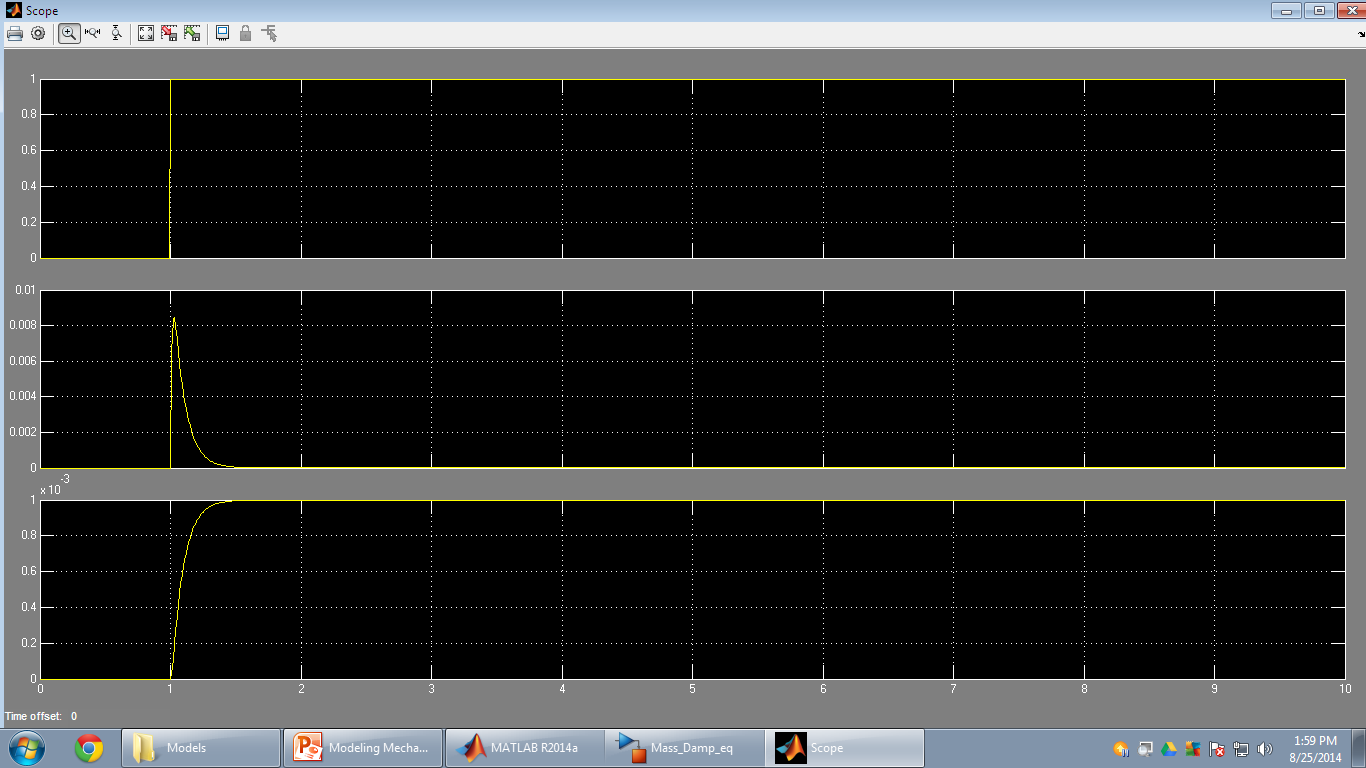 Scope
1
0.8
0.6
0.4
0.2
0
0.01
0.008
0.006
0.004
0.002
0
x 10-3
1
0.8
0.6
0.4
0.2
0
0 1 2 3 4 5 6 7 8 9 10
Time offset: 0
Models
Modeling Mecha...
MATLAB R2014a
Mass_Damp_eq
Scope
1:59 PM
8/25/2014